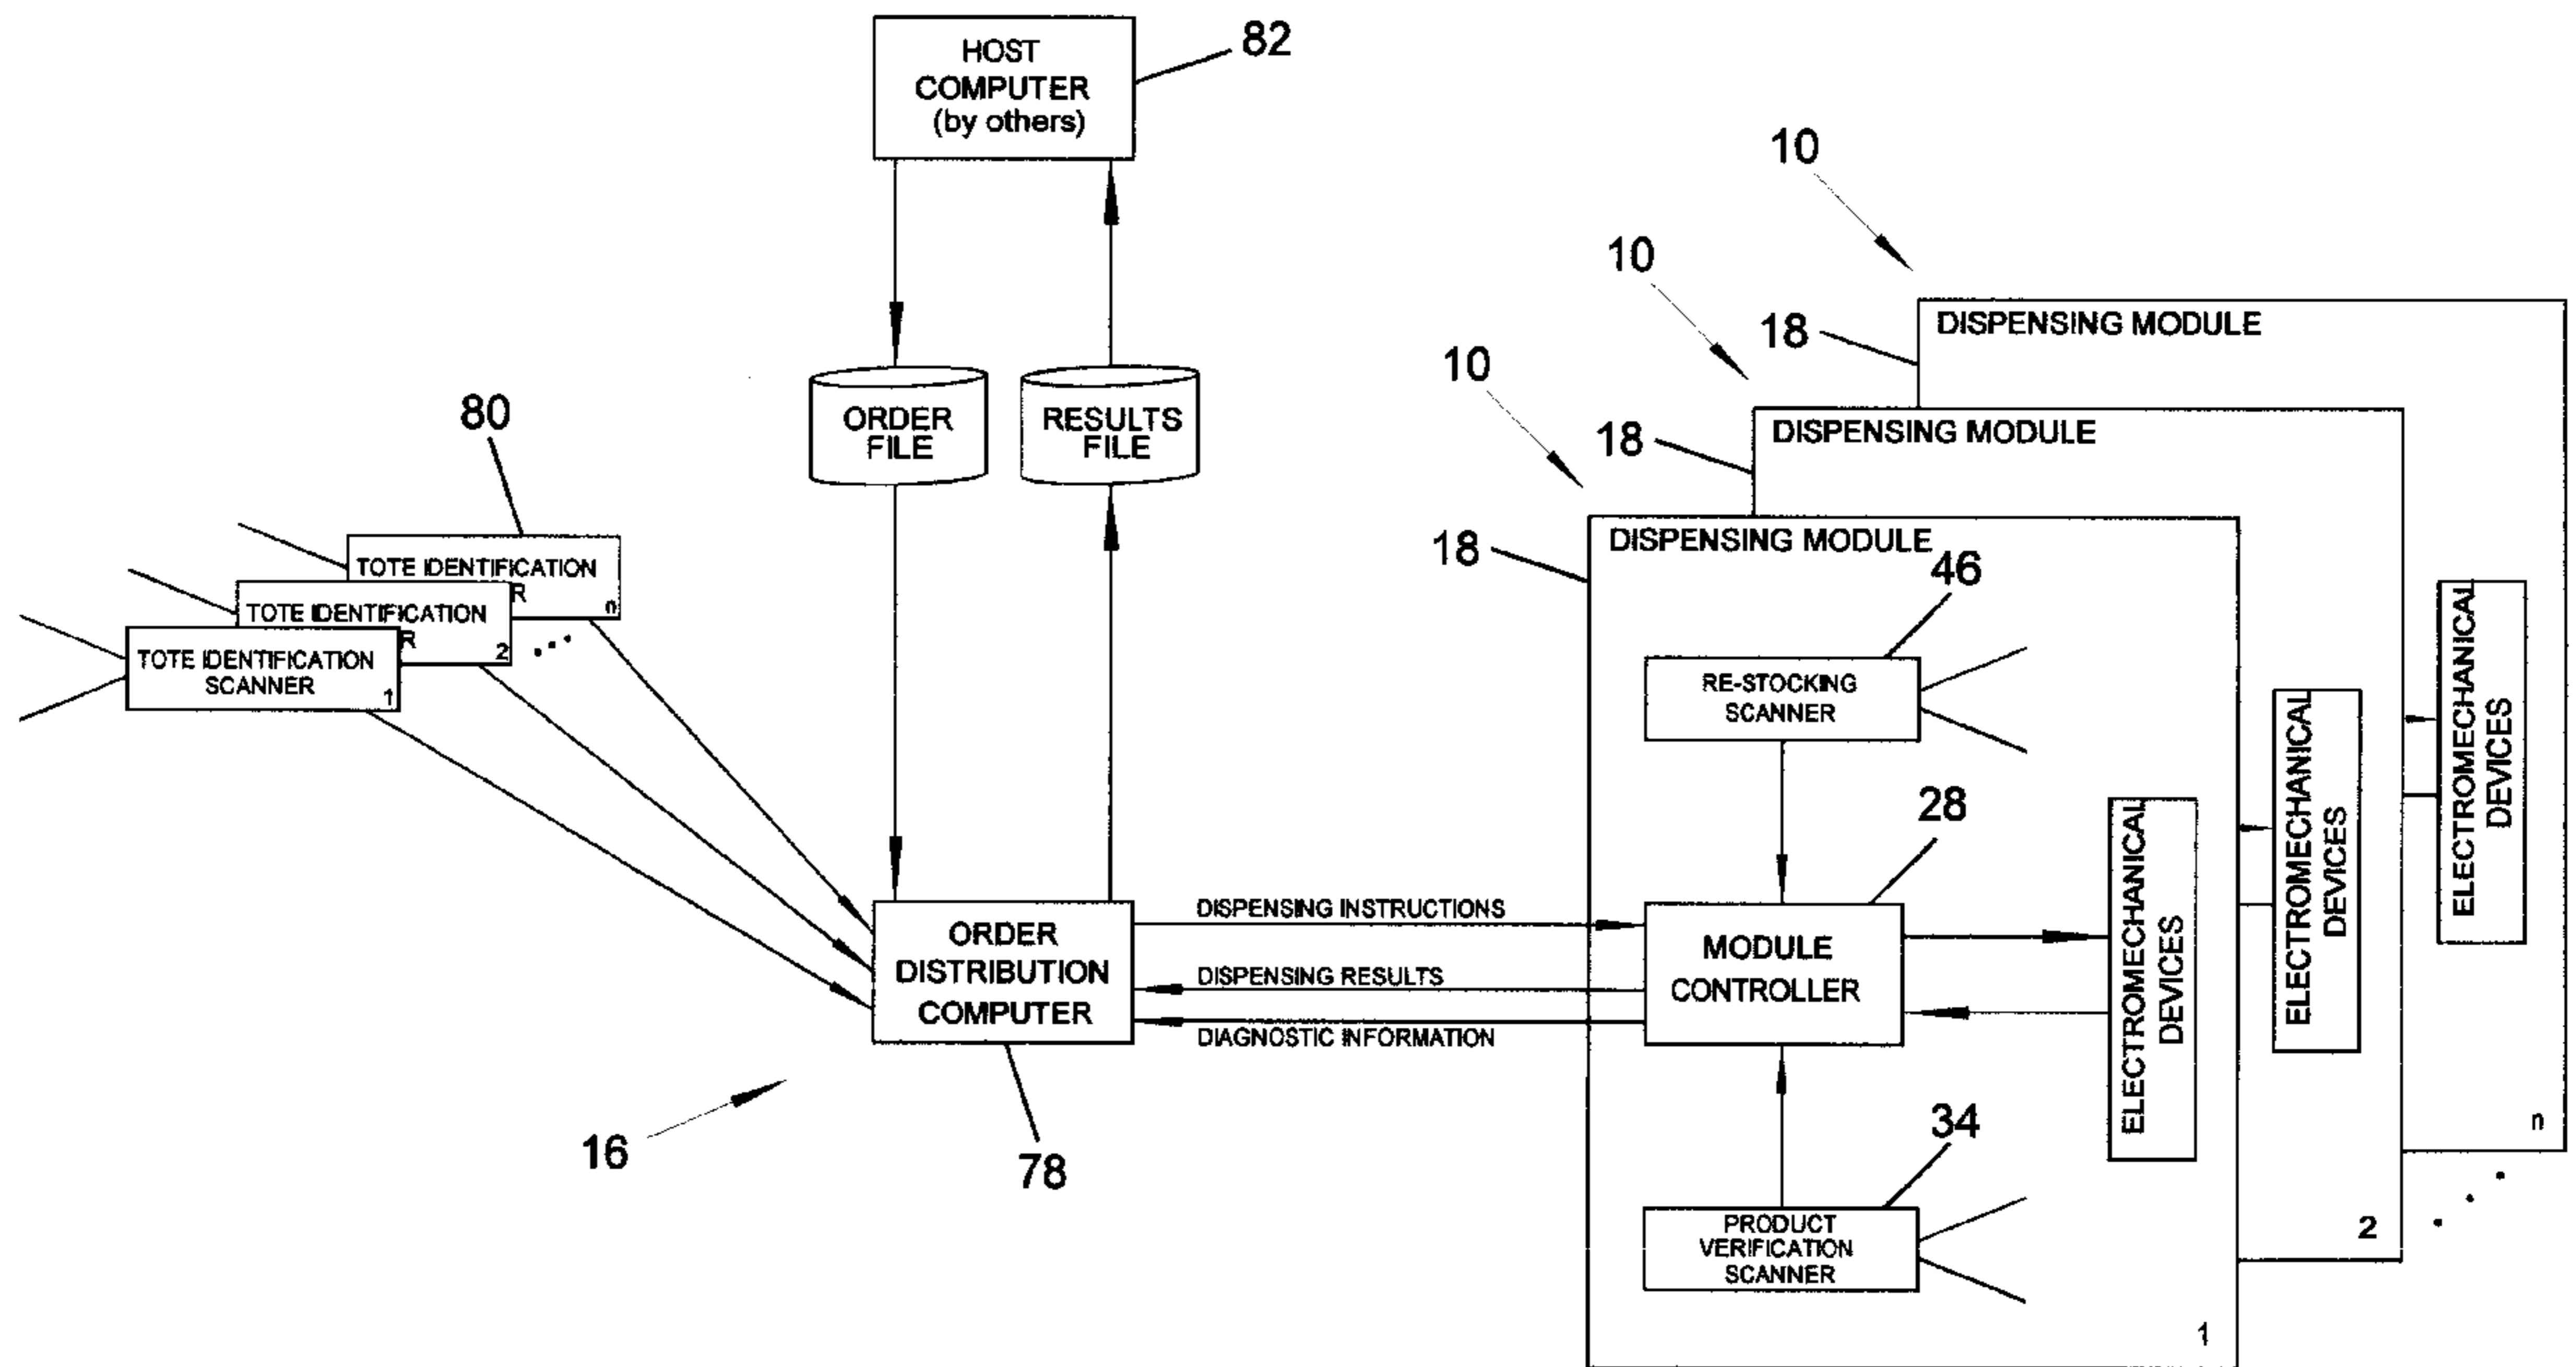 82
HOST
COMPUTER
(by others)
ORDER
FILE
RESULTS
FILE
80
TOTE IDENTIFICATION
R
n
TOTE IDENTIFICATION
R
2
TOTE IDENTIFICATION
SCANNER
1
ORDER
DISTRIBUTION
COMPUTER
78
16
DISPENSING INSTRUCTIONS
DISPENSING RESULTS
DIAGNOSTIC INFORMATION
10
10
10
18
DISPENSING MODULE
18
DISPENSING MODULE
18
DISPENSING MODULE
46
RE-STOCKING
SCANNER
28
MODULE
CONTROLLER
34
PRODUCT
VERIFICATION
SCANNER
ELECTROMECHANICAL
DEVICES
1
ELECTROMECHANICAL
DEVICES
2
ELECTROMECHANICAL
DEVICES
n